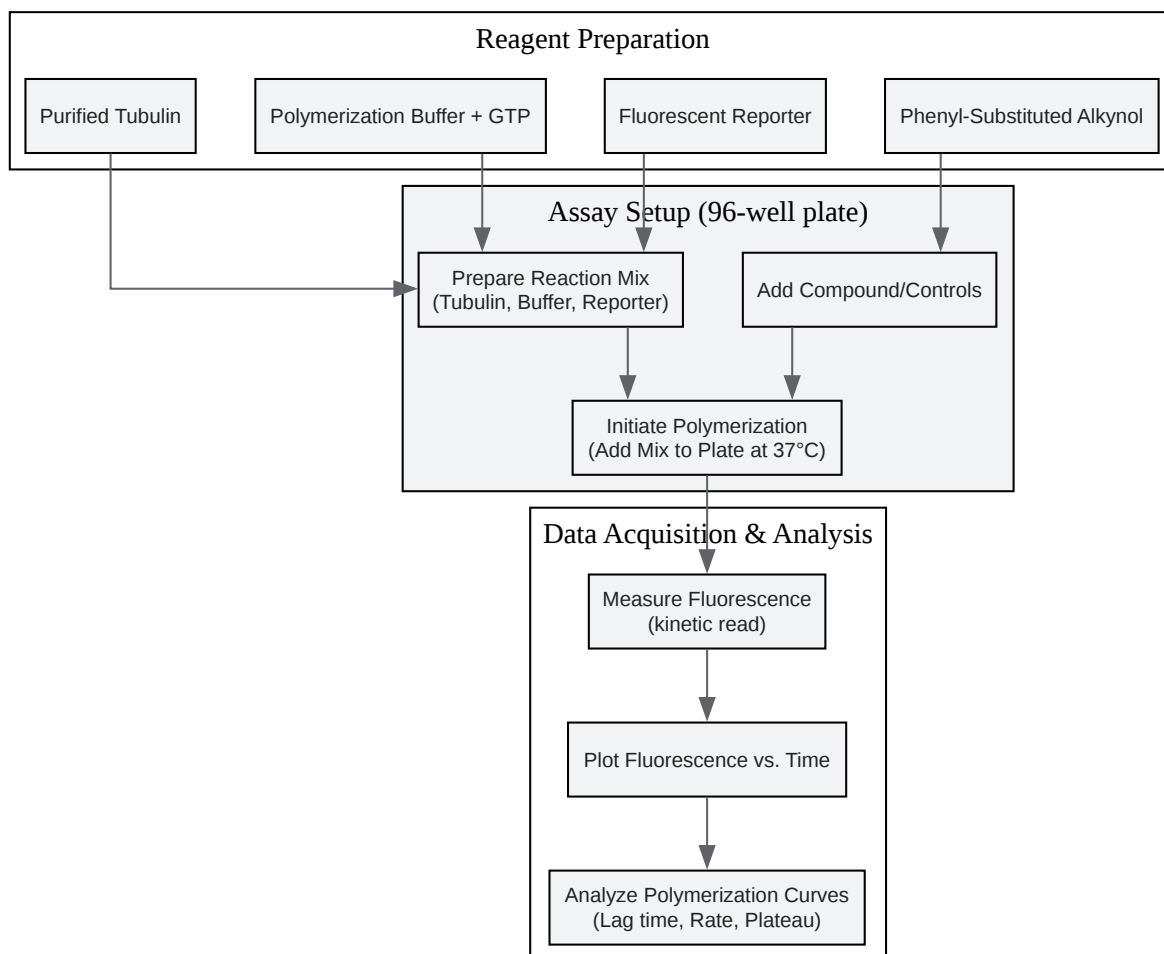 Reagent Preparation
Purified Tubulin
Polymerization Buffer + GTP
Fluorescent Reporter
Phenyl-Substituted Alkynol
Assay Setup (96-well plate)
Prepare Reaction Mix
(Tubulin, Buffer, Reporter)
Add Compound/Controls
Initiate Polymerization
(Add Mix to Plate at 37°C)
Data Acquisition & Analysis
Measure Fluorescence
(kinetic read)
Plot Fluorescence vs. Time
Analyze Polymerization Curves
(Lag time, Rate, Plateau)